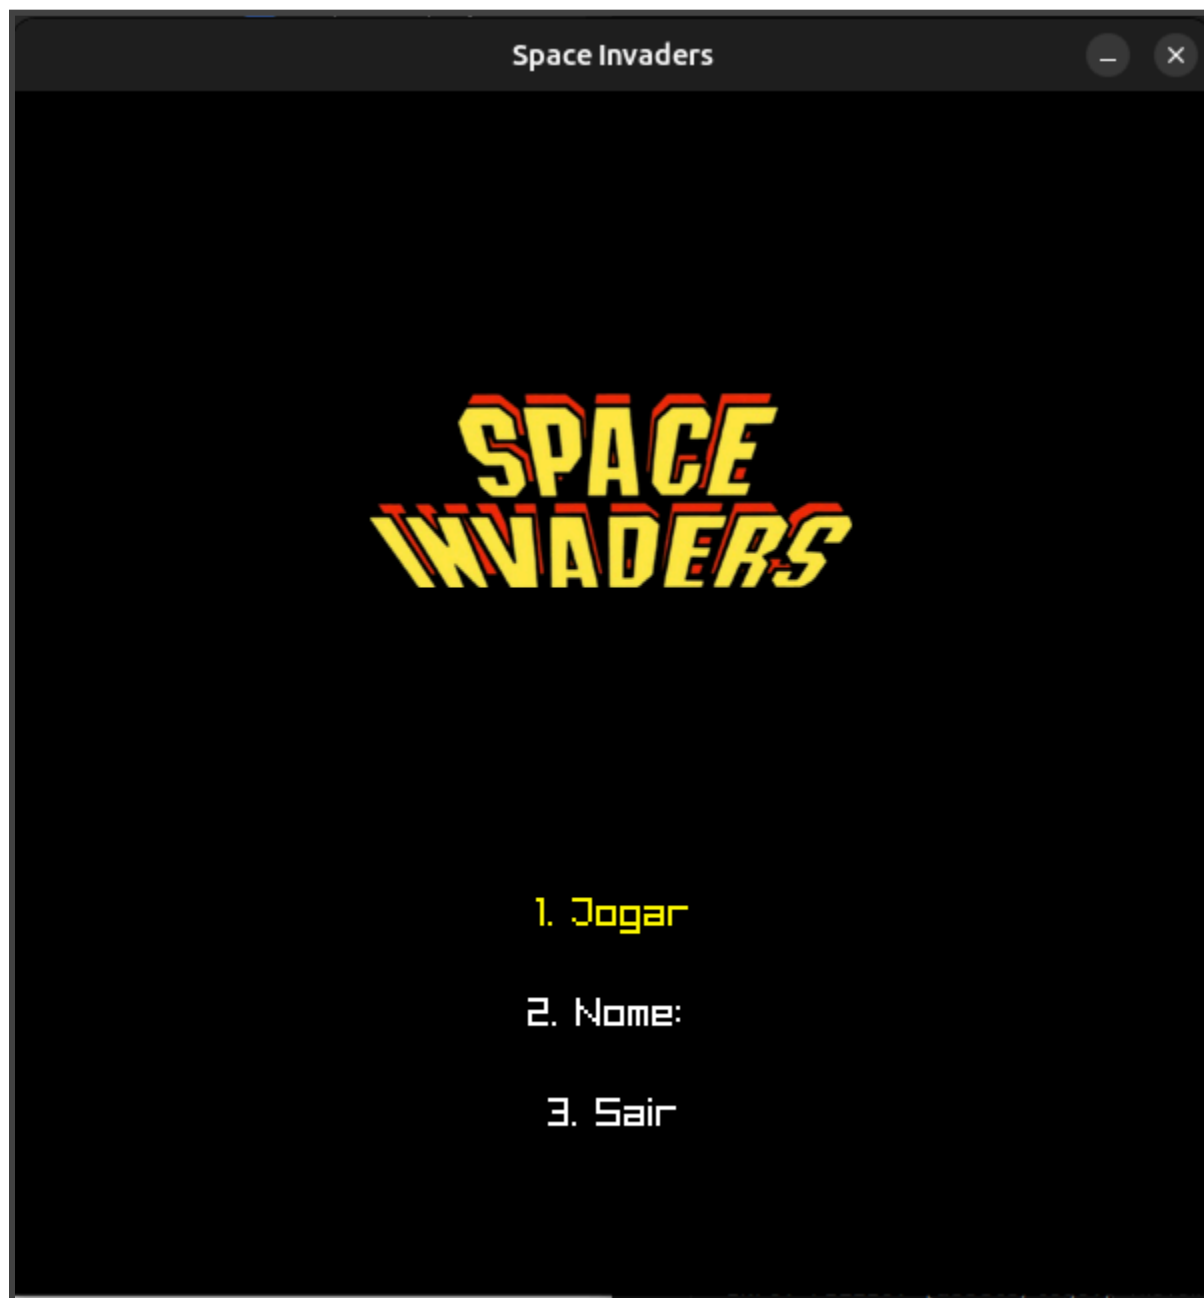 Space Invaders
SPACE
INVADERS
1. Jogar
2. Nome:
3. Sair